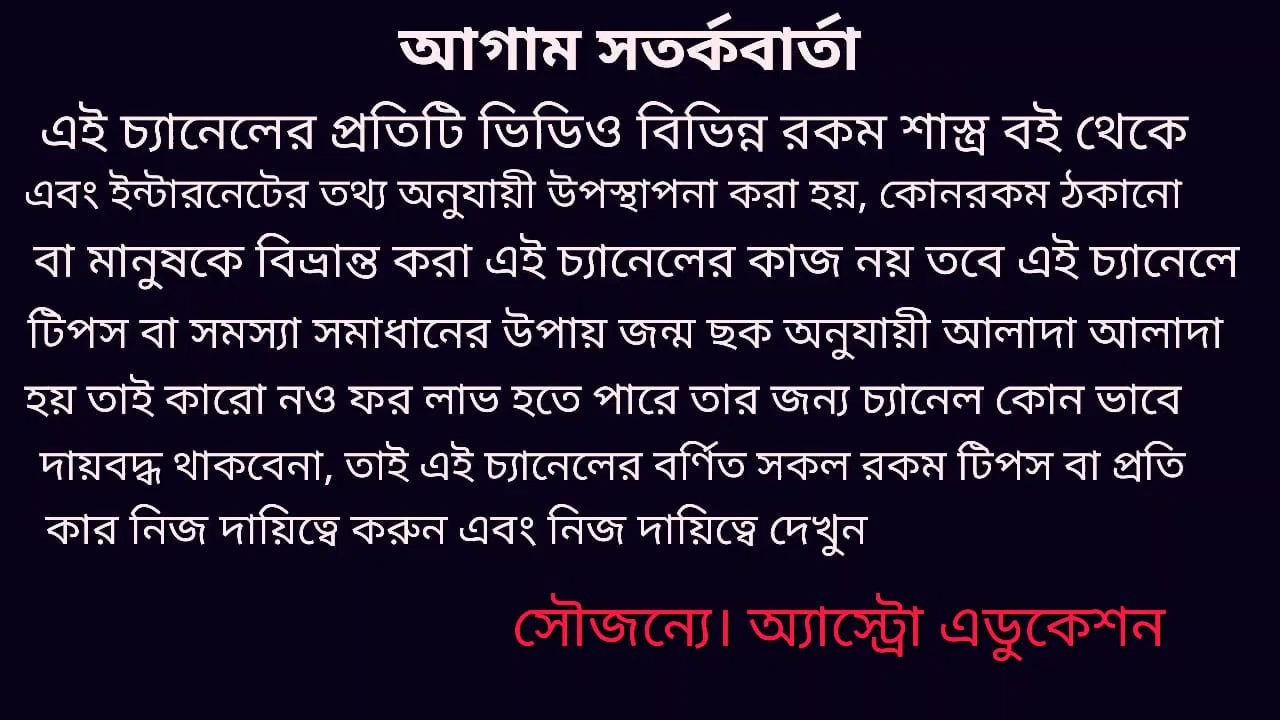 আগাম সতর্কবার্তা
এই চ্যানেলের প্রতিটি ভিডিও বিভিন্ন রকম শাস্ত্র বই থেকে
এবং ইন্টারনেটের তথ্য অনুযায়ী উপস্থাপনা করা হয়, কোনরকম ঠকানো
বা মানুষকে বিভ্রান্ত করা এই চ্যানেলের কাজ নয় তবে এই চ্যানেলে
টিপস বা সমস্যা সমাধানের উপায় জন্ম ছক অনুযায়ী আলাদা আলাদা
হয় তাই কারো নও ফর লাভ হতে পারে তার জন্য চ্যানেল কোন ভাবে
দায়বদ্ধ থাকবেনা, তাই এই চ্যানেলের বর্ণিত সকল রকম টিপস বা প্রতি
কার নিজ দায়িত্বে করুন এবং নিজ দায়িত্বে দেখুন
সৌজন্যে। অ্যাস্ট্রো এডুকেশন